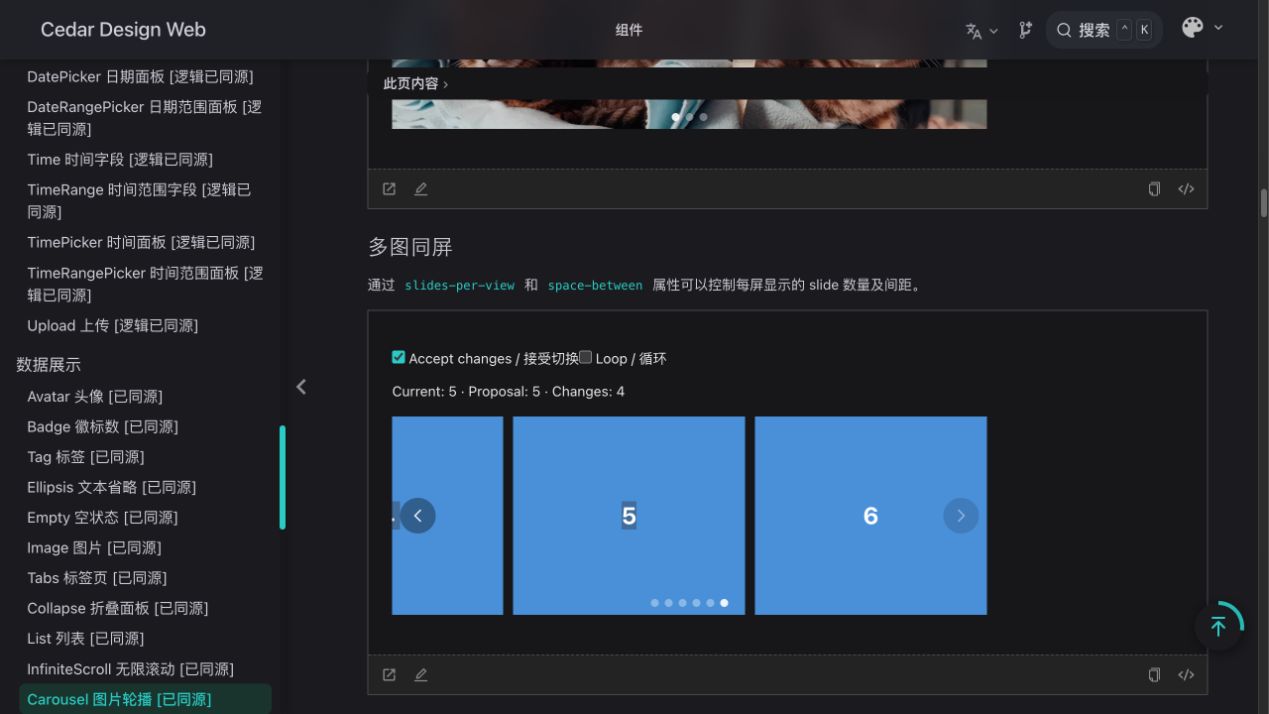 Cedar Design Web
组件
搜索
^
K
DatePicker 日期面板 [逻辑已同源]
DateRangePicker 日期范围面板 [逻
辑已同源]
Time 时间字段 [逻辑已同源]
TimeRange 时间范围字段 [逻辑已
同源]
TimePicker 时间面板 [逻辑已同源]
TimeRangePicker 时间范围面板 [逻
辑已同源]
Upload 上传 [逻辑已同源]
数据展示
Avatar 头像 [已同源]
Badge 徽标数 [已同源]
Tag 标签 [已同源]
Ellipsis 文本省略 [已同源]
Empty 空状态 [已同源]
Image 图片 [已同源]
Tabs 标签页 [已同源]
Collapse 折叠面板 [已同源]
List 列表 [已同源]
InfiniteScroll 无限滚动 [已同源]
Carousel 图片轮播 [已同源]
此页内容
多图同屏
通过 slides-per-view 和 space-between 属性可以控制每屏显示的 slide 数量及间距。
Accept changes / 接受切换 Loop / 循环
Current: 5 · Proposal: 5 · Changes: 4
5
6